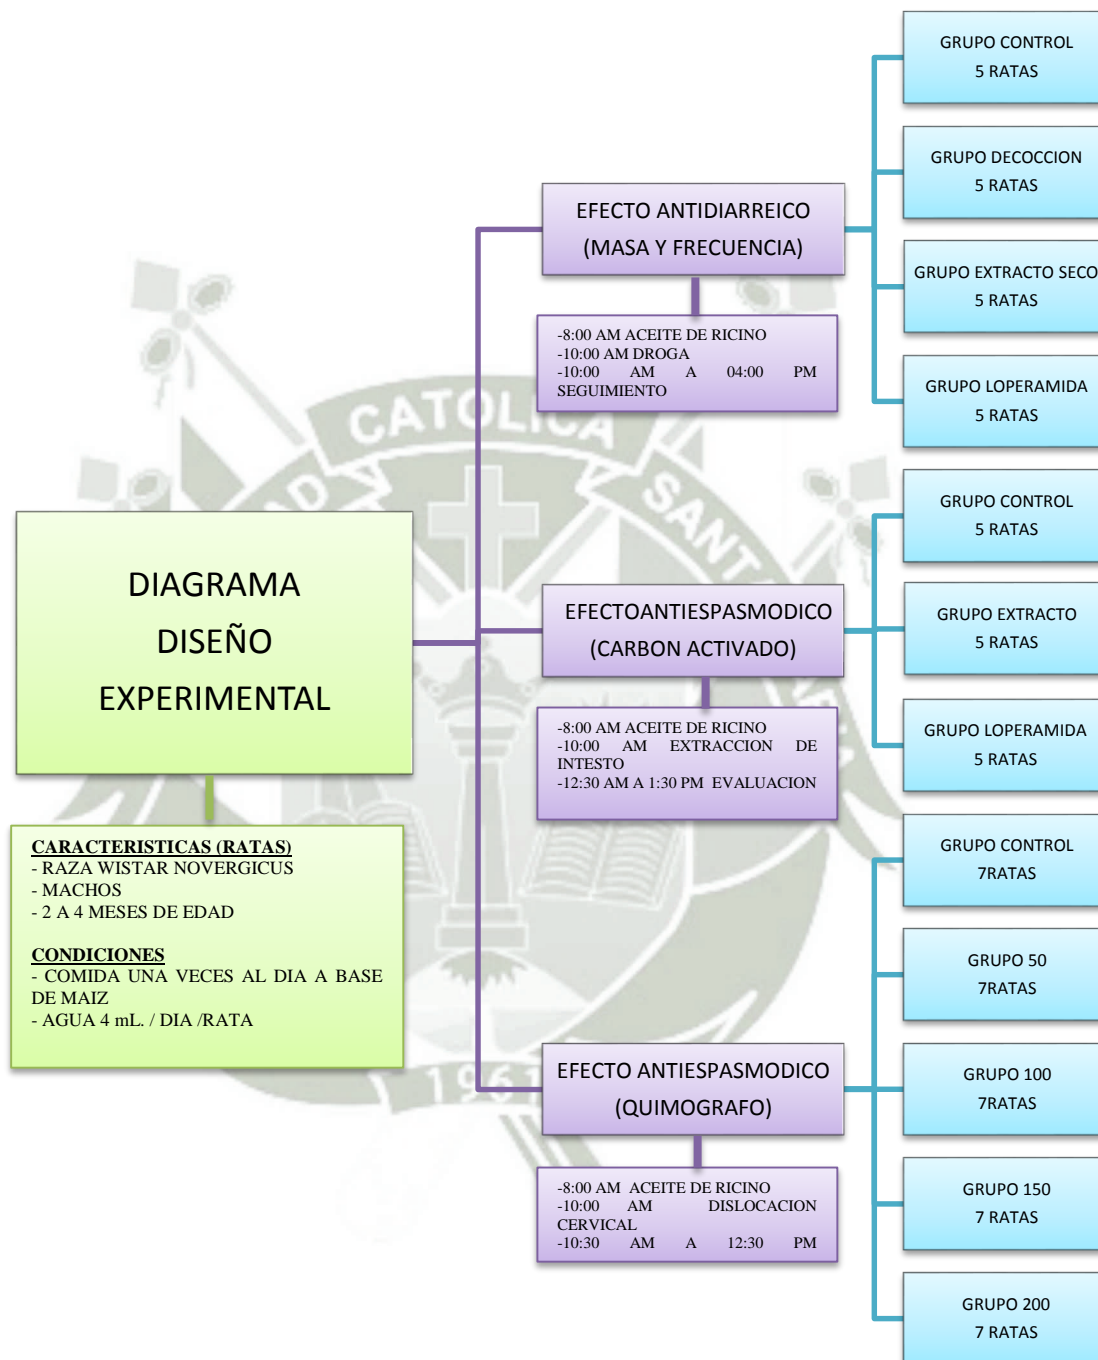 DIAGRAMA
DISEÑO
EXPERIMENTAL
CARACTERISTICAS (RATAS)
- RAZA WISTAR NOVERGICUS
- MACHOS
- 2 A 4 MESES DE EDAD
CONDICIONES
- COMIDA UNA VECES AL DIA A BASE
DE MAIZ
- AGUA 4 mL. / DIA /RATA
EFECTO ANTIDIARREICO
(MASA Y FRECUENCIA)
-8:00 AM ACEITE DE RICINO
-10:00 AM DROGA
-10:00 AM A 04:00 PM
SEGUIMIENTO
GRUPO CONTROL
5 RATAS
GRUPO DECOCCION
5 RATAS
GRUPO EXTRACTO SECO
5 RATAS
GRUPO LOPERAMIDA
5 RATAS
EFECTOANTIESPASMODICO
(CARBON ACTIVADO)
-8:00 AM ACEITE DE RICINO
-10:00 AM EXTRACCION DE
INTESTO
-12:30 AM A 1:30 PM EVALUACION
GRUPO CONTROL
5 RATAS
GRUPO EXTRACTO
5 RATAS
GRUPO LOPERAMIDA
5 RATAS
EFECTO ANTIESPASMODICO
(QUIMOGRAFO)
-8:00 AM ACEITE DE RICINO
-10:00 AM DISLOCACION
CERVICAL
-10:30 AM A 12:30 PM
GRUPO CONTROL
7RATAS
GRUPO 50
7RATAS
GRUPO 100
7RATAS
GRUPO 150
7 RATAS
GRUPO 200
7 RATAS
CATOLICA
1961